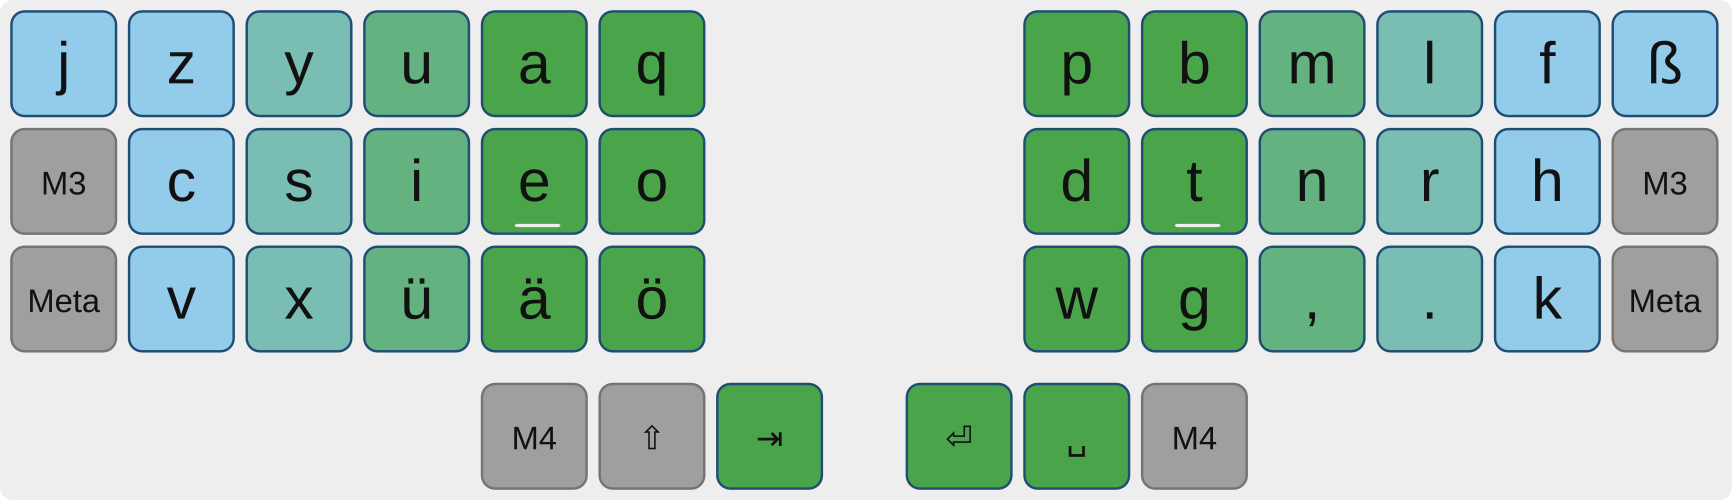 j z y u a q p b m l f ß
M3 c s i e o d t n r h M3
Meta v x ü ä ö w g , . k Meta
M4 ⇧ ⇥ ⏎ ␣ M4